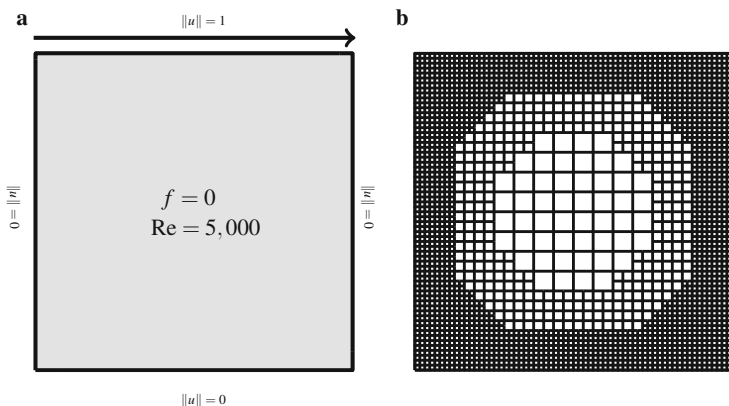 a
‖u‖ = 1
b
‖u‖ = 0
f = 0
Re = 5,000
‖u‖ = 0
‖u‖ = 0